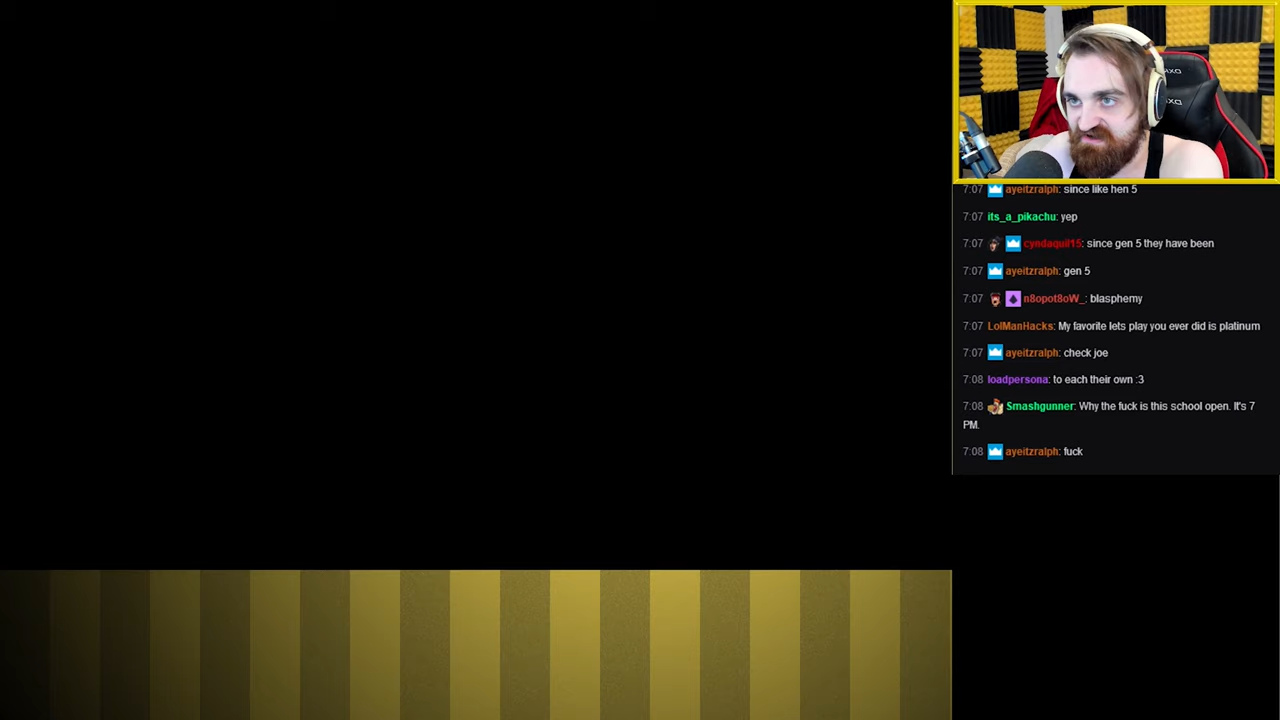 7:07 ayeitzralph: since like hen 5
7:07 its_a_pikachu: yep
7:07 cyndaquil15: since gen 5 they have been
7:07 ayeitzralph: gen 5
7:07 n8opot8oW_: blasphemy
7:07 LolManHacks: My favorite lets play you ever did is platinum
7:07 ayeitzralph: check joe
7:08 loadpersona: to each their own :3
7:08 Smashgunner: Why the fuck is this school open. It's 7
PM.
7:08 ayeitzralph: fuck